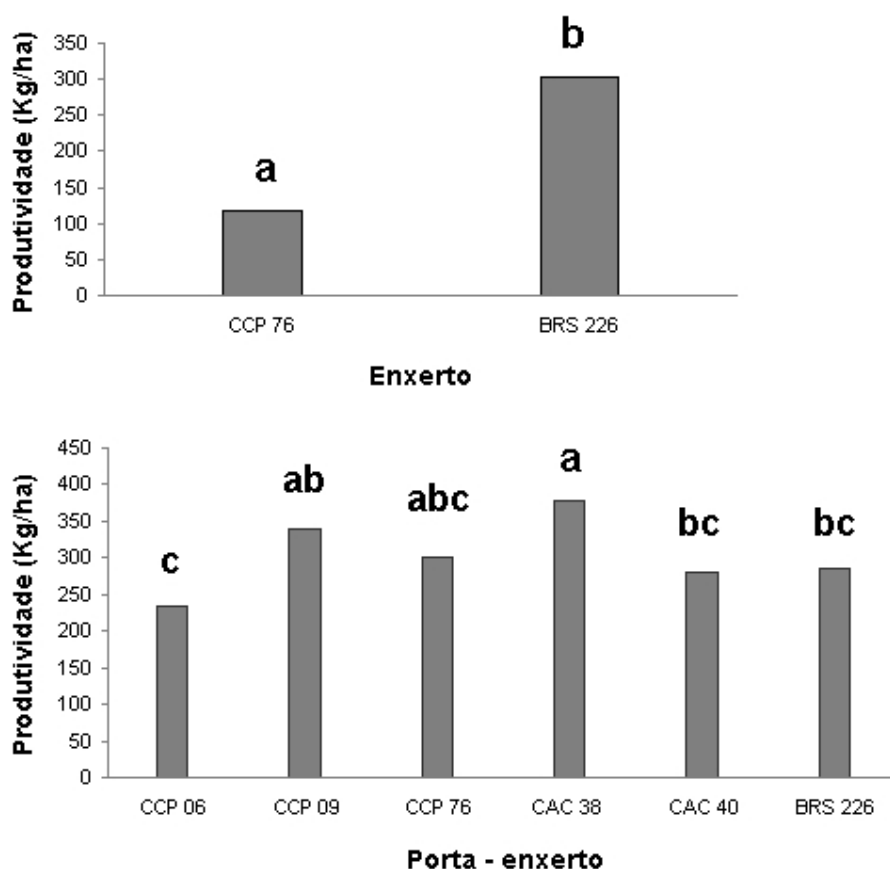 Produtividade (Kg/ha)
350
300
250
200
150
100
50
0
a
b
CCP 76
BRS 226
Enxerto
Produtividade (Kg/ha)
450
400
350
300
250
200
150
100
50
0
c
ab
abc
a
bc
bc
CCP 06
CCP 09
CCP 76
CAC 38
CAC 40
BRS 226
Porta - enxerto